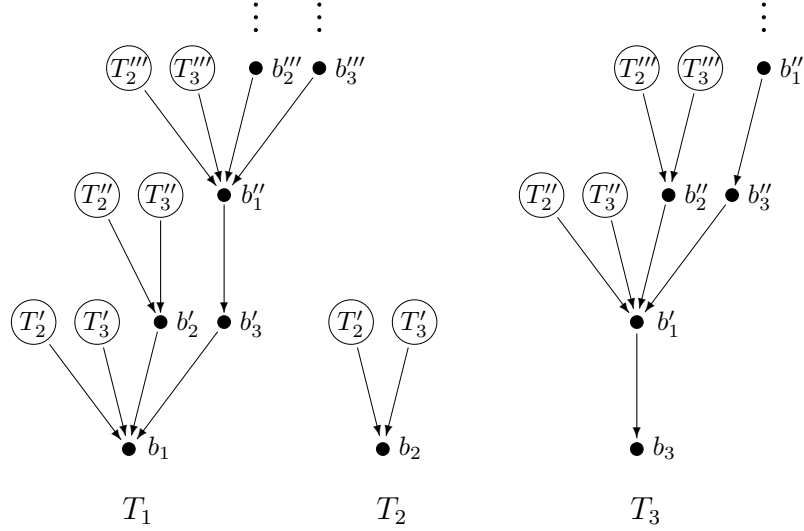 T₂''' T₃''' b₂''' b₃''' T₂''' T₃''' b₁''
T₂'' T₃'' b₁'' T₂'' T₃'' b₂'' b₃''
T₂' T₃' b₂' b₃' T₂' T₃' b₁'
b₁ b₂ b₃
T₁ T₂ T₃